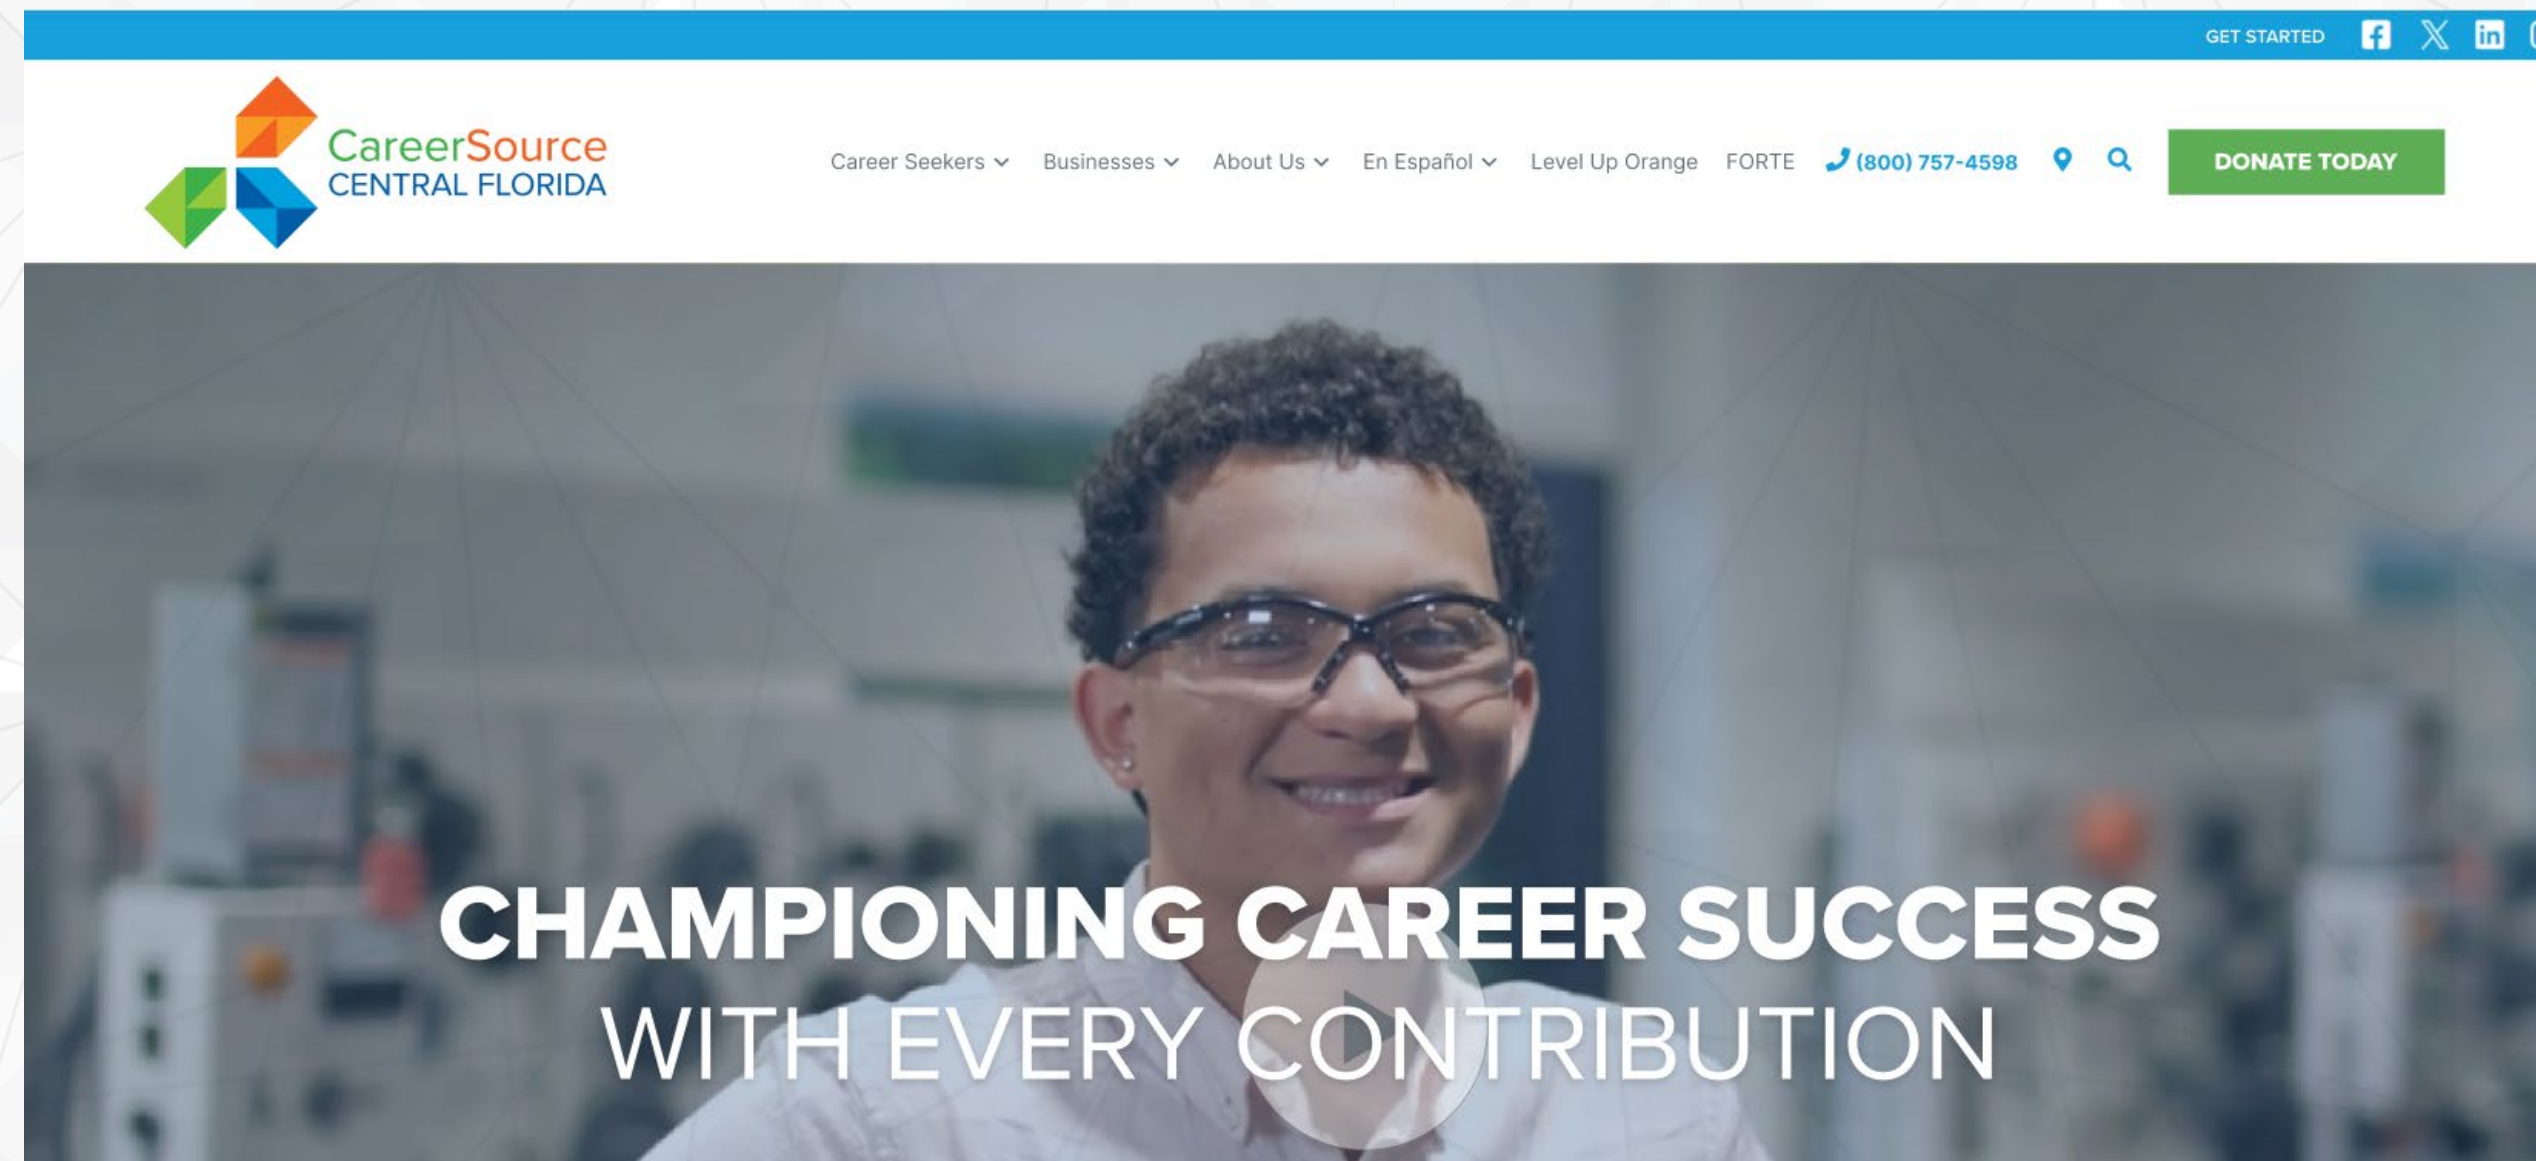 GET STARTED
CareerSource
CENTRAL FLORIDA
Career Seekers Businesses About Us En Español Level Up Orange FORTE (800) 757-4598 DONATE TODAY
CHAMPIONING CAREER SUCCESS
WITH EVERY CONTRIBUTION